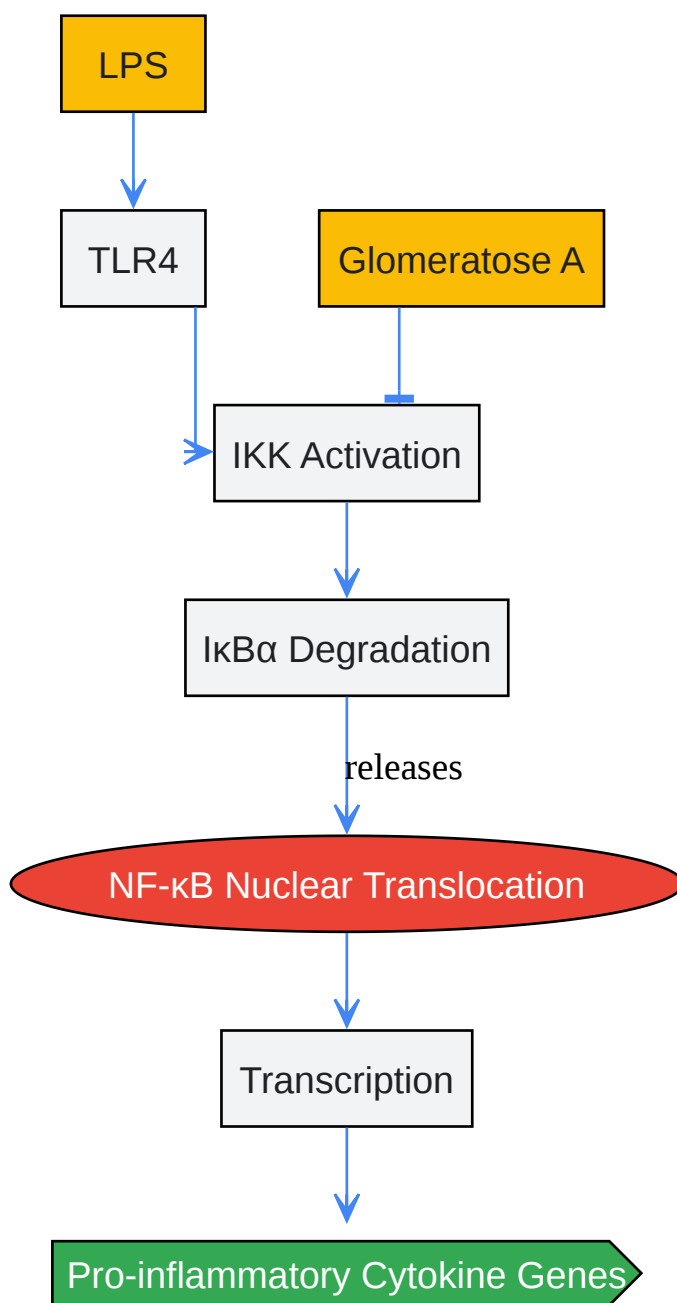 LPS
TLR4
Glomeratose A
IKK Activation
IκBα Degradation
releases
NF-κB Nuclear Translocation
Transcription
Pro-inflammatory Cytokine Genes